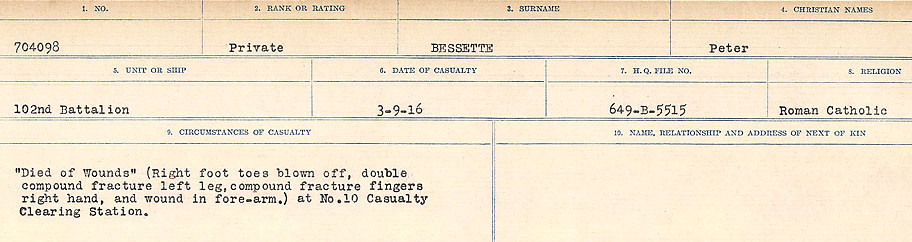 1. NO. 2. RANK OR RATING 3. SURNAME 4. CHRISTIAN NAMES
704098 Private BESSETTE Peter
5. UNIT OR SHIP 6. DATE OF CASUALTY 7. H.Q. FILE NO. 8. RELIGION
102nd Battalion 3-9-16 649-B-5515 Roman Catholic
9. CIRCUMSTANCES OF CASUALTY 10. NAME, RELATIONSHIP AND ADDRESS OF NEXT OF KIN
"Died of Wounds" (Right foot toes blown off, double
compound fracture left leg,compound fracture fingers
right hand, and wound in fore-arm.) at No.10 Casualty
Clearing Station.